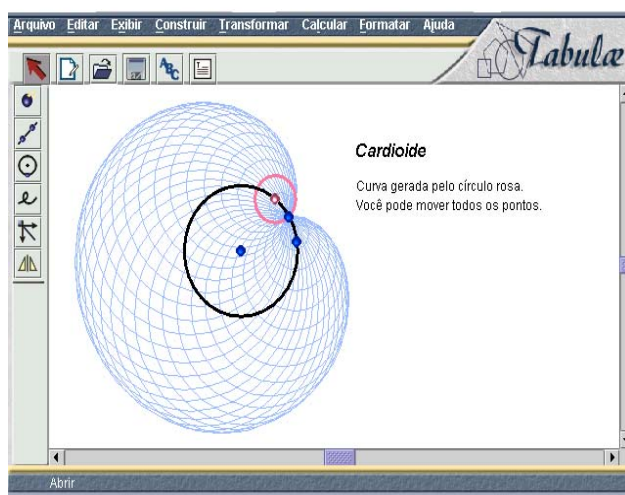 Arquivo Editar Exibir Construir Transformar Calcular Formatar Ajuda
Tabulæ
ABC
Cardioide
Curva gerada pelo círculo rosa.
Você pode mover todos os pontos.
Abrir